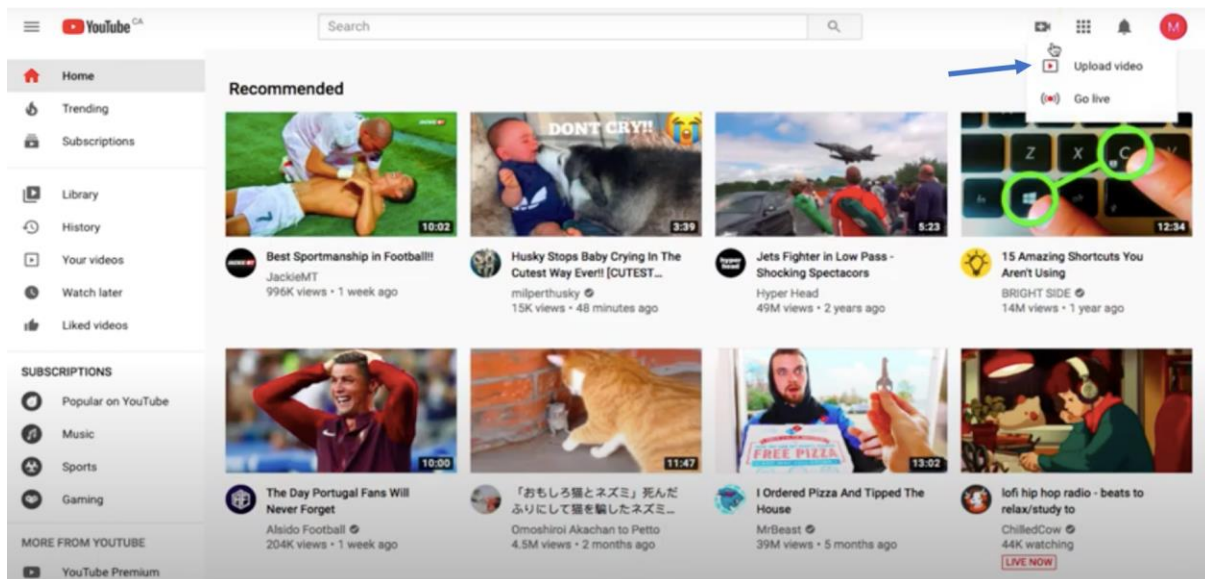 YouTube CA
Search
M
Upload video
Go live
Home
Trending
Subscriptions
Library
History
Your videos
Watch later
Liked videos
SUBSCRIPTIONS
Popular on YouTube
Music
Sports
Gaming
MORE FROM YOUTUBE
YouTube Premium
Recommended
JACKIEMT
7
10:02
DONT CRY!!
3:39
5:23
Z X C
fn
12:34
Best Sportmanship in Football!!
JackieMT
996K views • 1 week ago
Husky Stops Baby Crying In The
Cutest Way Ever!! [CUTEST...
milperthusky
15K views • 48 minutes ago
hyper
head
Jets Fighter in Low Pass -
Shocking Spectacors
Hyper Head
49M views • 2 years ago
15 Amazing Shortcuts You
Aren't Using
BRIGHT SIDE
14M views • 1 year ago
10:00
11:47
FREE PIZZA
13:02
The Day Portugal Fans Will
Never Forget
Alsido Football
204K views • 1 week ago
「おもしろ猫とネズミ」死んだ
ふりにして猫を騙したネズミ...
Omoshiroi Akachan to Petto
4.5M views • 2 months ago
I Ordered Pizza And Tipped The
House
MrBeast
39M views • 5 months ago
lofi hip hop radio - beats to
relax/study to
ChilledCow
44K watching
LIVE NOW